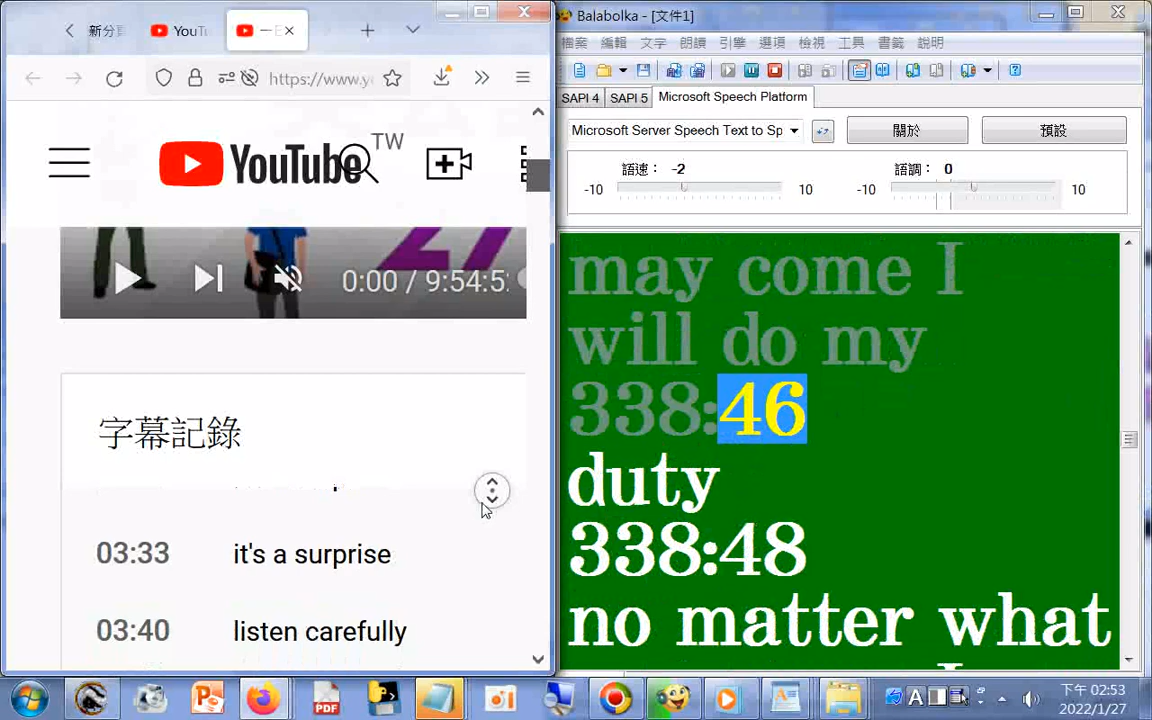 新分
YouTu
一 E
https://www.y
YouTube
TW
27
0:00 / 9:54:5
字幕記錄
03:33 it's a surprise
03:40 listen carefully
Balabolka - [文件1]
檔案 編輯 文字 朗讀 引擎 選項 檢視 工具 書籤 說明
SAPI 4 SAPI 5 Microsoft Speech Platform
Microsoft Server Speech Text to Sp
關於
預設
語速： -2
語調： 0
-10 10 -10 10
may come I
will do my
338:46
duty
338:48
no matter what
PDF
A
下午 02:53
2022/1/27